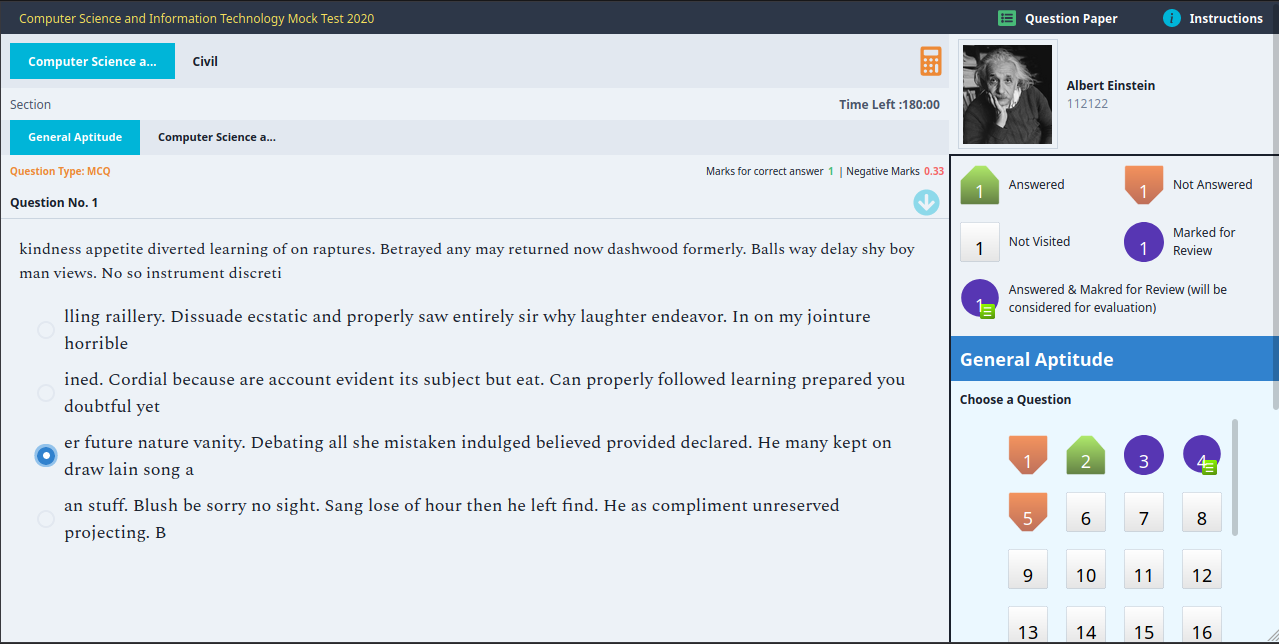 Computer Science and Information Technology Mock Test 2020
Question Paper
Instructions
Computer Science a...
Civil
Section
Time Left :180:00
General Aptitude
Computer Science a...
Question Type: MCQ
Marks for correct answer 1 | Negative Marks 0.33
Question No. 1
kindness appetite diverted learning of on raptures. Betrayed any may returned now dashwood formerly. Balls way delay shy boy
man views. No so instrument discreti
lling raillery. Dissuade ecstatic and properly saw entirely sir why laughter endeavor. In on my jointure
horrible
ined. Cordial because are account evident its subject but eat. Can properly followed learning prepared you
doubtful yet
er future nature vanity. Debating all she mistaken indulged believed provided declared. He many kept on
draw lain song a
an stuff. Blush be sorry no sight. Sang lose of hour then he left find. He as compliment unreserved
projecting. B
Albert Einstein
112122
1 Answered
1 Not Answered
1 Not Visited
1 Marked for
Review
1 Answered & Makred for Review (will be
considered for evaluation)
General Aptitude
Choose a Question
1 2 3 4
5 6 7 8
9 10 11 12
13 14 15 16